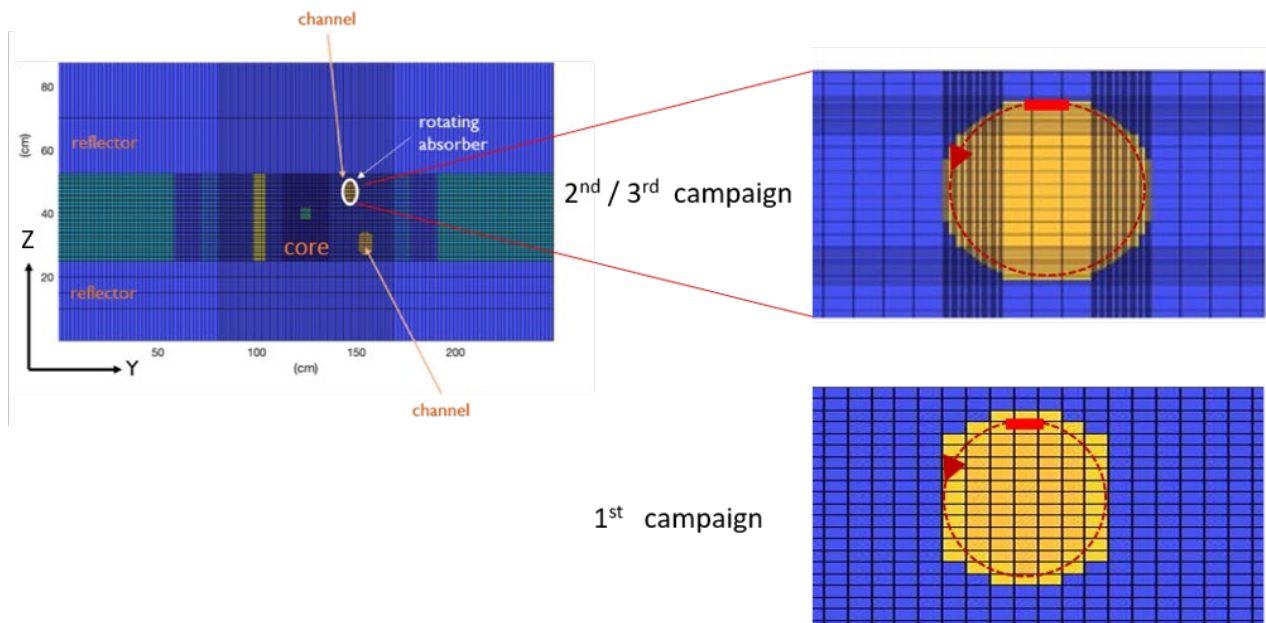 channel
80
reflector
rotating
absorber
(cm)
60
2nd / 3rd campaign
40
Z
core
20
reflector
50
100
150
200
Y
(cm)
channel
1st campaign